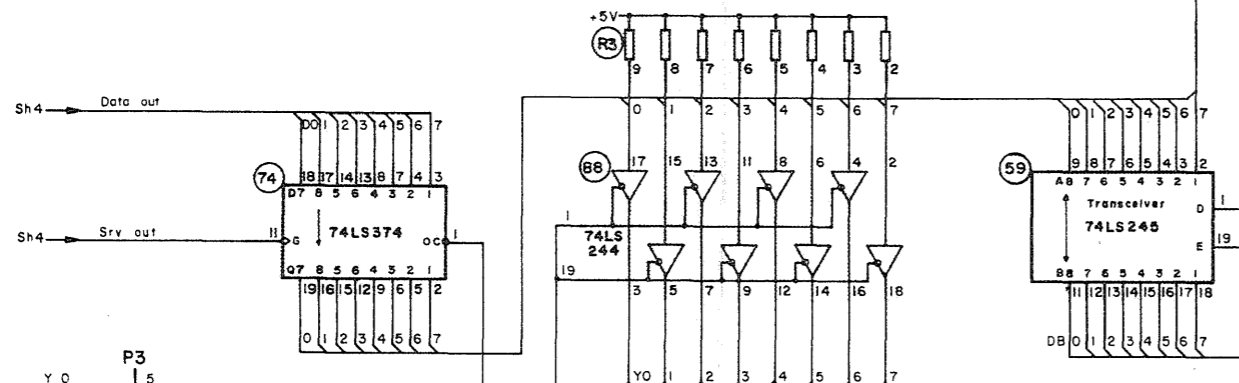 +5V
R3
9 8 7 6 5 4 3 2
Sh4 Data out
D0 1 2 3 4 5 6 7
0 1 2 3 4 5 6 7
0 1 2 3 4 5 6 7
74
18 17 14 13 8 7 4 3
D7 8 5 6 4 3 2 1
Sh4 Srv out
11 G 74LS374 OC 1
Q7 8 5 6 4 3 2 1
19 16 15 12 9 6 5 2
0 1 2 3 4 5 6 7
88
17 15 13 11 8 6 4 2
1
74LS
244
19
3 5 7 9 12 14 16 18
Y0 1 2 3 4 5 6 7
59
9 8 7 6 5 4 3 2
A8 7 6 5 4 3 2 1
Transceiver
74LS245
D 1
E 19
B8 7 6 5 4 3 2 1
11 12 13 14 15 16 17 18
DB 0 1 2 3 4 5 6 7
P3
Y 0 5